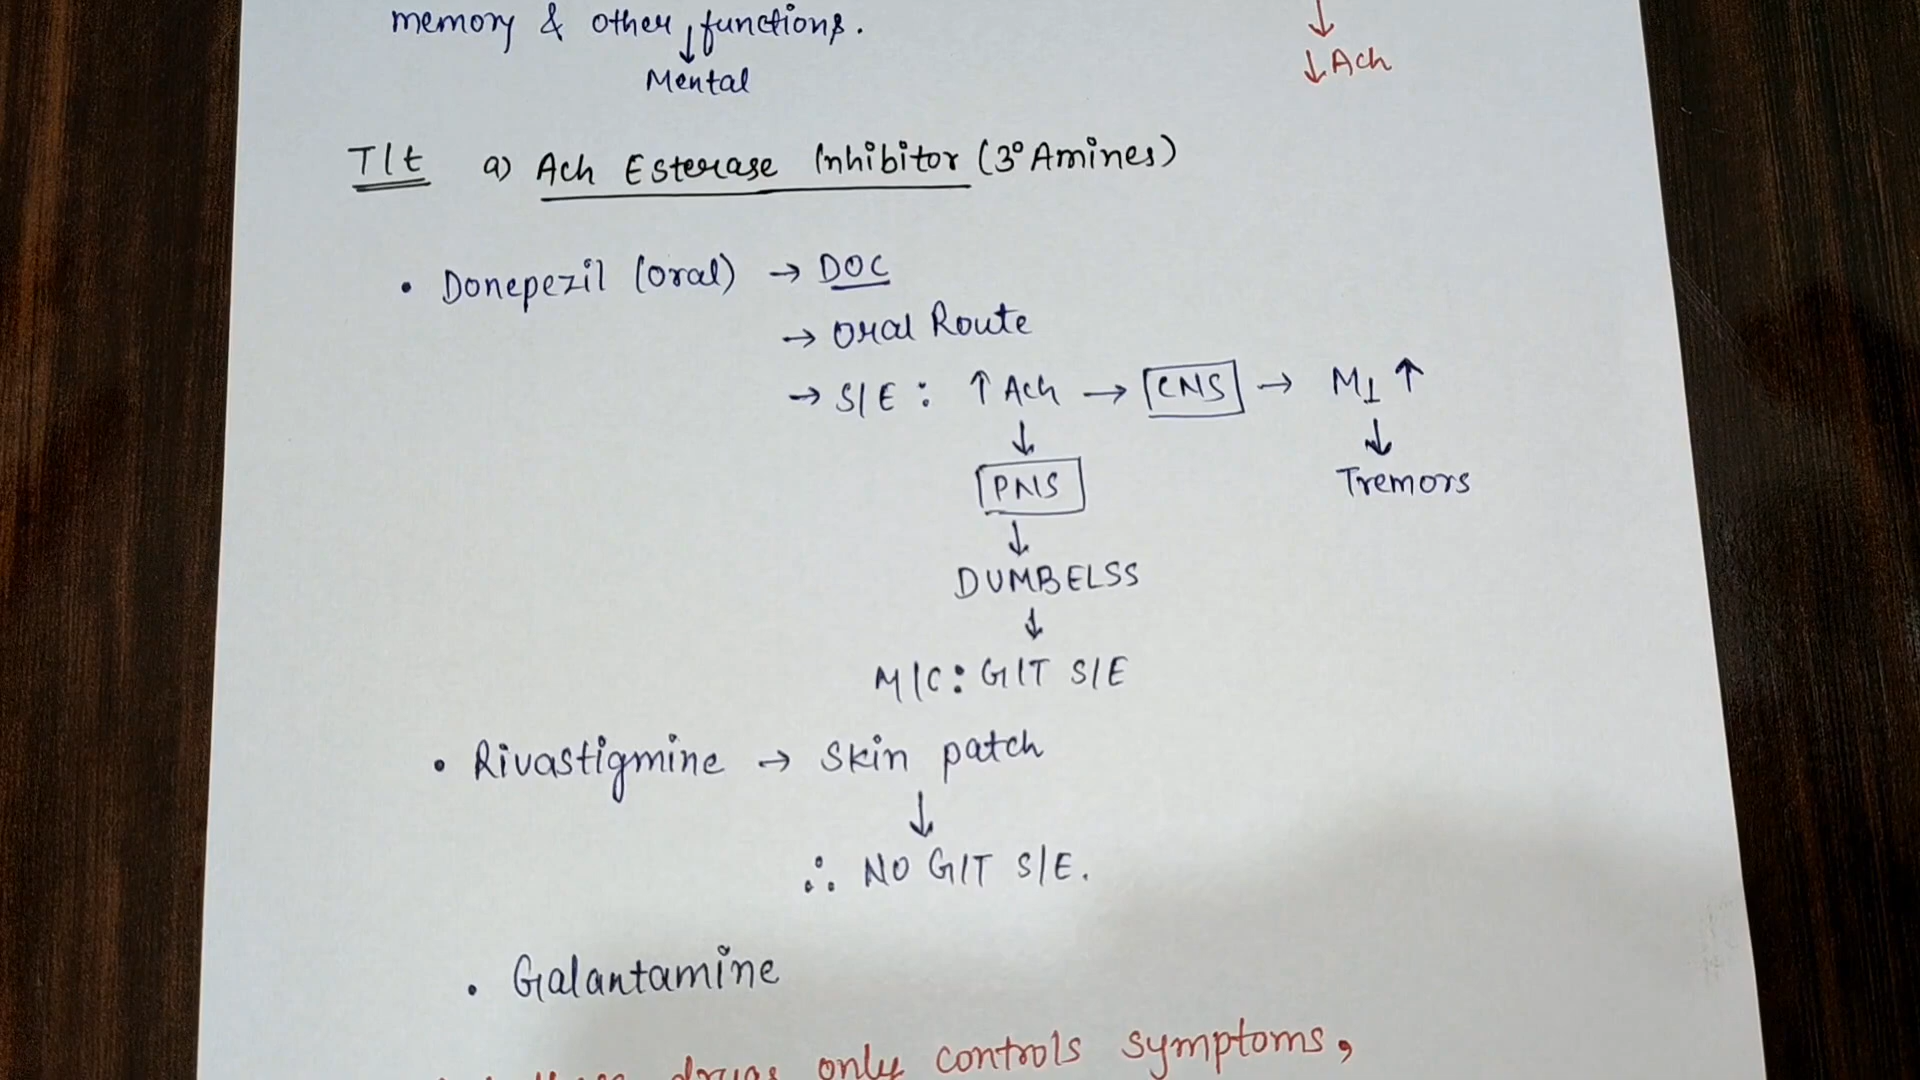 memory & other functions.
↓
Mental
↓
↓ Ach
T/t a) Ach Esterase Inhibitor (3° Amines)
• Donepezil (oral) → DOC
→ Oral Route
→ S/E : ↑ Ach → CNS → M1 ↑
↓ ↓
PNS Tremors
↓
DUMBELSS
↓
M/C : GIT S/E
• Rivastigmine → Skin patch
↓
∴ NO GIT S/E.
• Galantamine
drugs only controls symptoms,